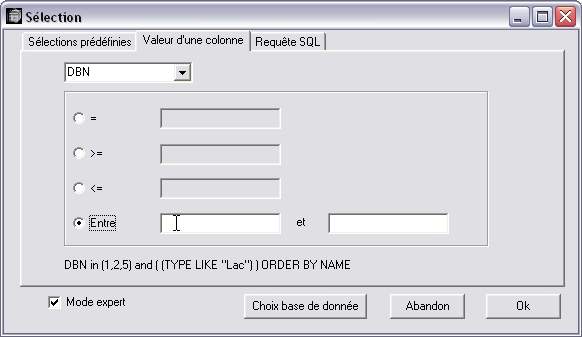 Sélection
Sélections prédéfinies Valeur d'une colonne Requête SQL
DBN
=
>=
<=
Entre et
DBN in (1,2,5) and ( (TYPE LIKE "Lac") ) ORDER BY NAME
Mode expert Choix base de donnée Abandon Ok